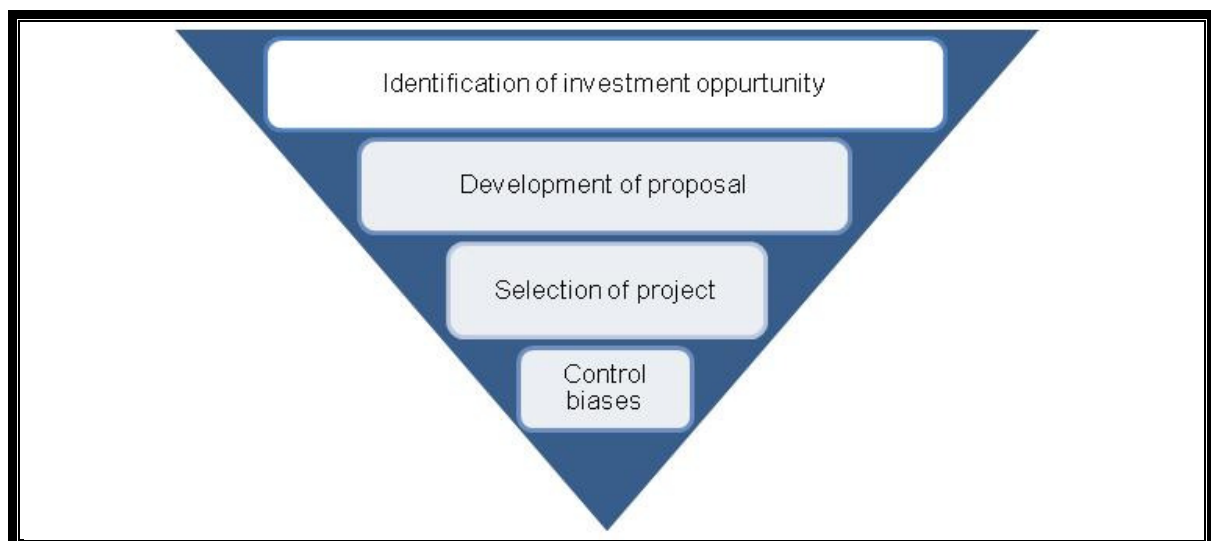 Identification of investment oppurtunity
Development of proposal
Selection of project
Control
biases